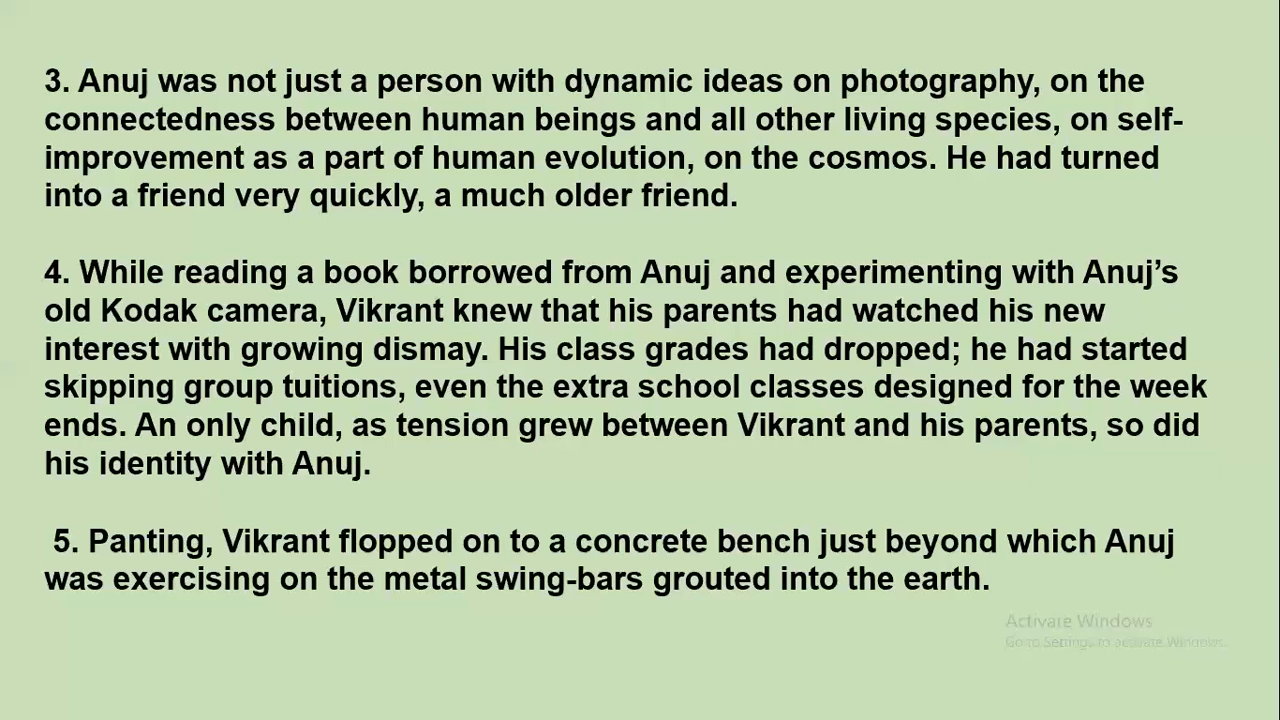 3. Anuj was not just a person with dynamic ideas on photography, on the
connectedness between human beings and all other living species, on self-
improvement as a part of human evolution, on the cosmos. He had turned
into a friend very quickly, a much older friend.
4. While reading a book borrowed from Anuj and experimenting with Anuj’s
old Kodak camera, Vikrant knew that his parents had watched his new
interest with growing dismay. His class grades had dropped; he had started
skipping group tuitions, even the extra school classes designed for the week
ends. An only child, as tension grew between Vikrant and his parents, so did
his identity with Anuj.
5. Panting, Vikrant flopped on to a concrete bench just beyond which Anuj
was exercising on the metal swing-bars grouted into the earth.
Activate Windows
Go to Settings to activate Windows.